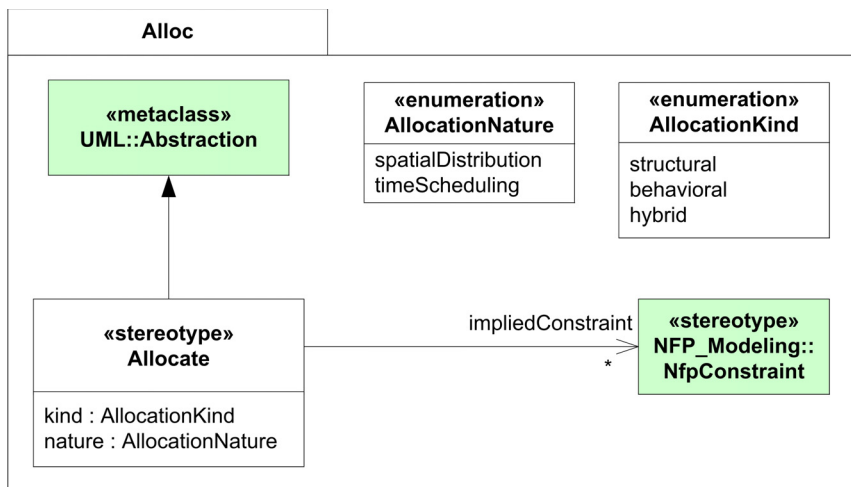 Alloc
«metaclass»
UML::Abstraction
«enumeration»
AllocationNature
spatialDistribution
timeScheduling
«enumeration»
AllocationKind
structural
behavioral
hybrid
«stereotype»
Allocate
kind : AllocationKind
nature : AllocationNature
impliedConstraint
*
«stereotype»
NFP_Modeling::
NfpConstraint